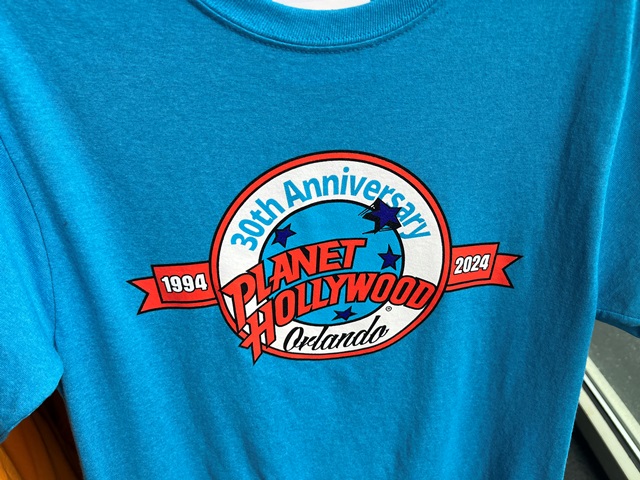 30th Anniversary
1994
PLANET
HOLLYWOOD
®
2024
Orlando